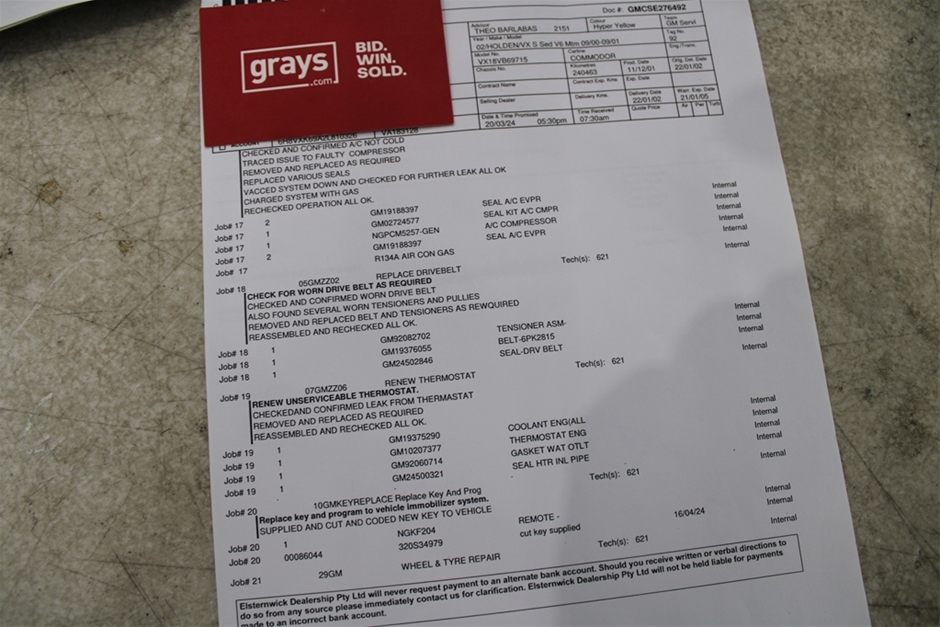 grays
.com
BID.
WIN.
SOLD.
Doc #: GMCSE276492
Advisor Colour Team
THEO BARLABAS 2151 Hyper Yellow GM Servi
Year / Make / Model Tag No.
02/HOLDEN/VX S Sed V6 Mtm 09/00-09/01 92
Model No. Carline Eng./Trans.
VX18VB69715 COMMODOR
Chassis No. Kilometres Prod. Date Orig. Del. Date
240463 11/12/01 22/01/02
Contract Name Contract Exp. Kms Exp. Date
Selling Dealer Delivery Kms. Delivery Date Warr. Exp. Date
22/01/02 21/01/05
Date & Time Promised Time Received Quote Price
20/03/24 05:30pm 07:30am
CHECKED AND CONFIRMED A/C NOT COLD
TRACED ISSUE TO FAULTY COMPRESSOR
REMOVED AND REPLACED AS REQUIRED
REPLACED VARIOUS SEALS
VACCED SYSTEM DOWN AND CHECKED FOR FURTHER LEAK ALL OK
CHARGED SYSTEM WITH GAS
RECHECKED OPERATION ALL OK.
Job# 17 2 GM19188397 SEAL A/C EVPR Internal
Job# 17 1 GM02724577 SEAL KIT A/C CMPR Internal
Job# 17 1 NGPCM5257-GEN A/C COMPRESSOR Internal
Job# 17 2 GM19188397 SEAL A/C EVPR Internal
Job# 17 R134A AIR CON GAS Internal
Tech(s): 621
Job# 18 05GMZZ02 REPLACE DRIVEBELT Internal
CHECK FOR WORN DRIVE BELT AS REQUIRED
CHECKED AND CONFIRMED WORN DRIVE BELT
ALSO FOUND SEVERAL WORN TENSIONERS AND PULLIES
REMOVED AND REPLACED BELT AND TENSIONERS AS REWQUIRED
REASSEMBLED AND RECHECKED ALL OK.
Job# 18 1 GM92082702 TENSIONER ASM- Internal
Job# 18 1 GM19376055 BELT-6PK2815 Internal
Job# 18 1 GM24502846 SEAL-DRV BELT Internal
Tech(s): 621
Job# 19 07GMZZ06 RENEW THERMOSTAT Internal
RENEW UNSERVICEABLE THERMOSTAT.
CHECKEDAND CONFIRMED LEAK FROM THERMASTAT
REMOVED AND REPLACED AS REQUIRED
REASSEMBLED AND RECHECKED ALL OK.
Job# 19 1 GM19375290 COOLANT ENG(ALL Internal
Job# 19 1 GM10207377 THERMOSTAT ENG Internal
Job# 19 1 GM92060714 GASKET WAT OTLT Internal
Job# 19 1 GM24500321 SEAL HTR INL PIPE Internal
Tech(s): 621
Job# 20 10GMKEYREPLACE Replace Key And Prog Internal
Replace key and program to vehicle immobilizer system.
SUPPLIED AND CUT AND CODED NEW KEY TO VEHICLE
Job# 20 1 NGKF204 REMOTE - Internal
Job# 20 00086044 320S34979 cut key supplied 16/04/24 Internal
Tech(s): 621
Job# 21 29GM WHEEL & TYRE REPAIR Internal
Elsternwick Dealership Pty Ltd will never request payment to an alternate bank account. Should you receive written or verbal directions to
do so from any source please immediately contact us for clarification. Elsternwick Dealership Pty Ltd will not be held liable for payments
made to an incorrect bank account.